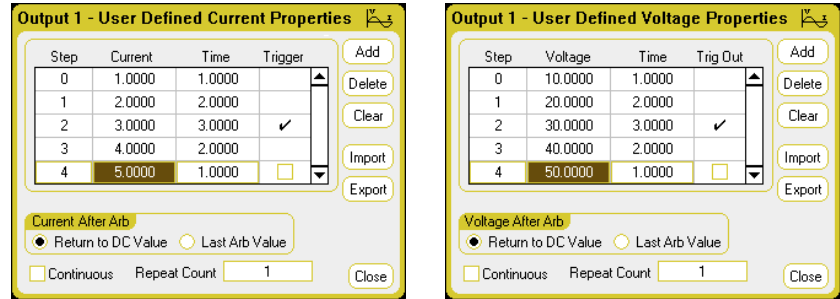 Output 1 - User Defined Current Properties
Step Current Time Trigger
0 1.0000 1.0000
1 2.0000 2.0000
2 3.0000 3.0000 ✔
3 4.0000 2.0000
4 5.0000 1.0000
Add
Delete
Clear
Import
Export
Current After Arb
Return to DC Value Last Arb Value
Continuous Repeat Count 1
Close
Output 1 - User Defined Voltage Properties
Step Voltage Time Trig Out
0 10.0000 1.0000
1 20.0000 2.0000
2 30.0000 3.0000 ✔
3 40.0000 2.0000
4 50.0000 1.0000
Add
Delete
Clear
Import
Export
Voltage After Arb
Return to DC Value Last Arb Value
Continuous Repeat Count 1
Close